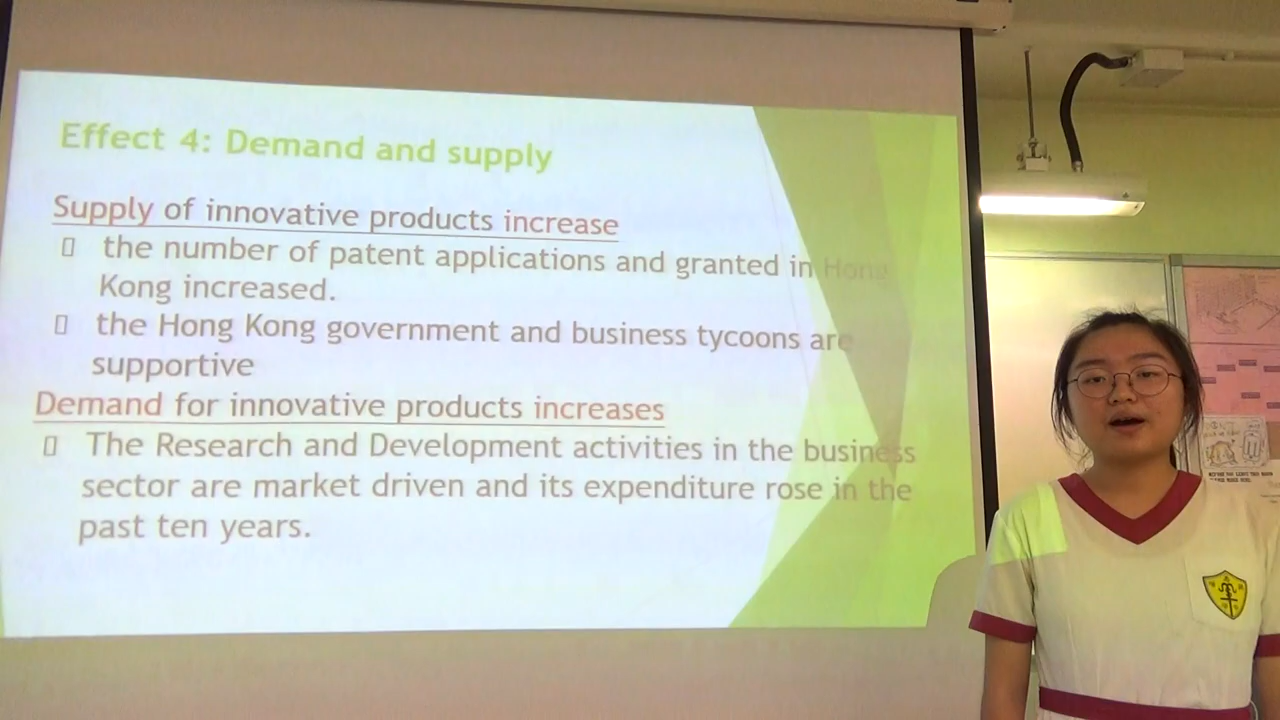 Effect 4: Demand and supply
Supply of innovative products increase
the number of patent applications and granted in Hong
Kong increased.
the Hong Kong government and business tycoons are
supportive
Demand for innovative products increases
The Research and Development activities in the business
sector are market driven and its expenditure rose in the
past ten years.